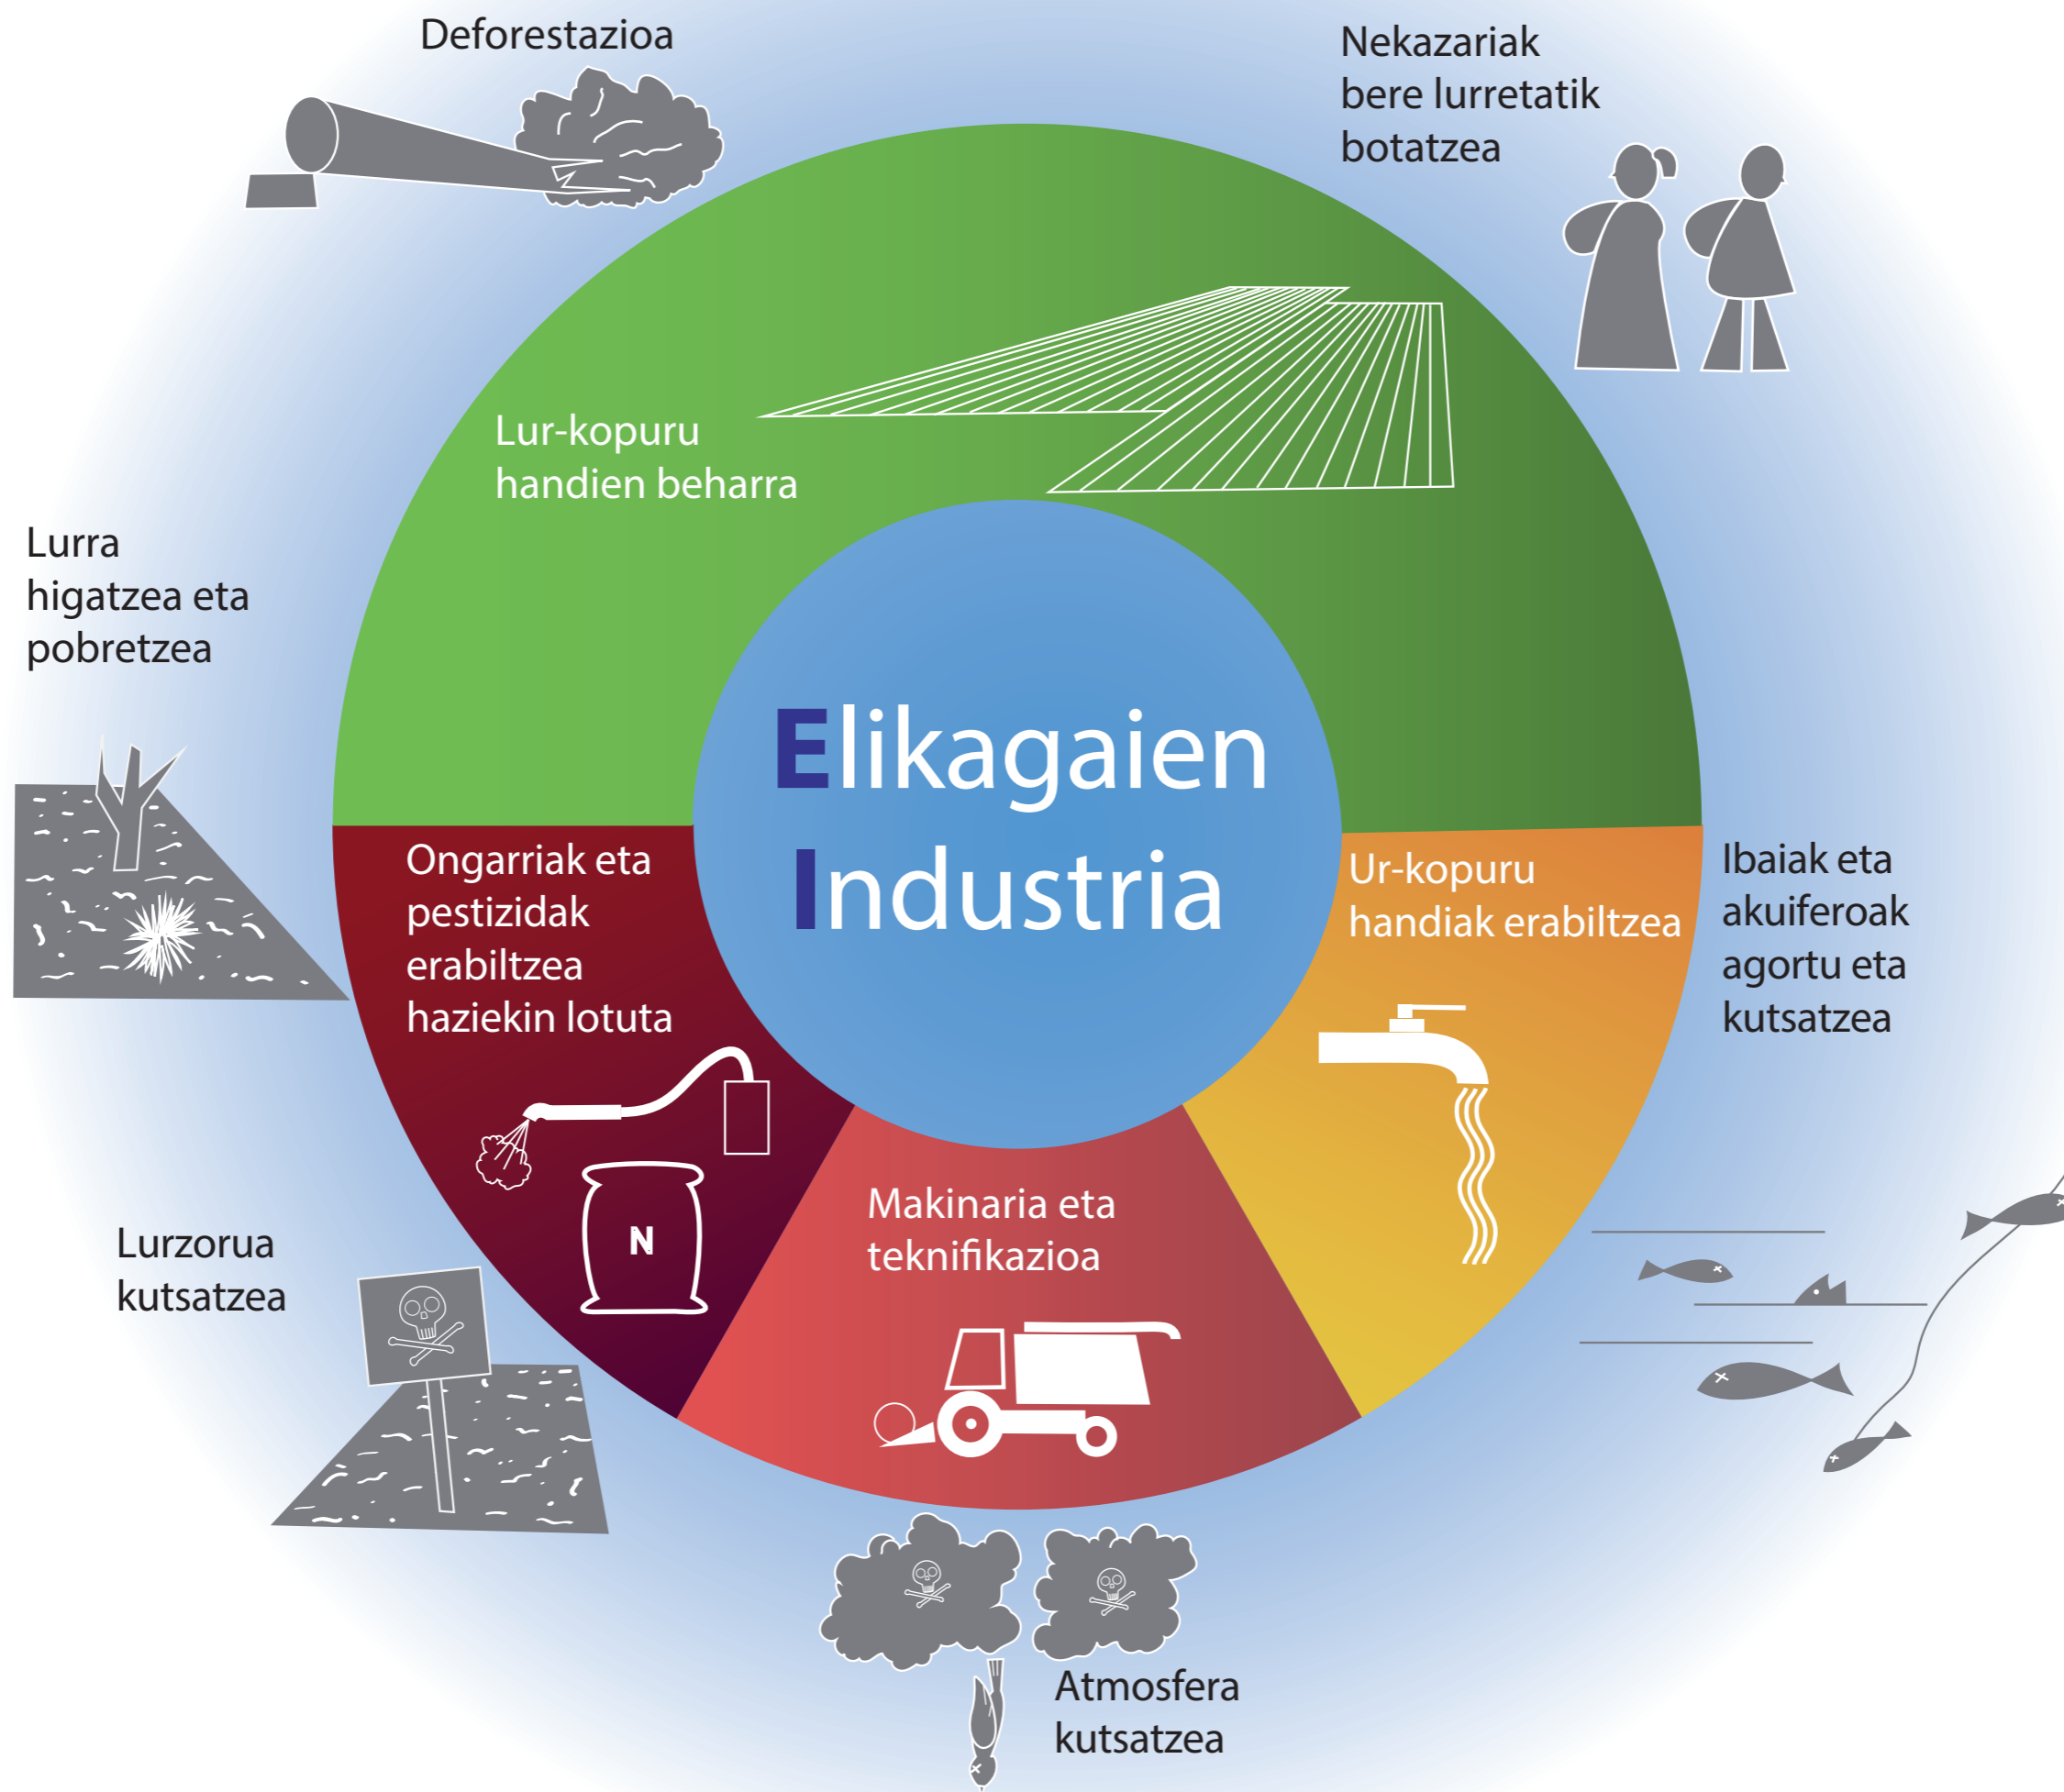 Deforestazioa
Nekazariak
bere lurretatik
botatzea
Lur-kopuru
handien beharra
Lurra
higatzea eta
pobretzea
Elikagaien
Industria
Ongarriak eta
pestizidak
erabiltzea
haziekin lotuta
N
Ur-kopuru
handiak erabiltzea
Ibaiak eta
akuiferoak
agortu eta
kutsatzea
Makinaria eta
teknifikazioa
Lurzorua
kutsatzea
Atmosfera
kutsatzea